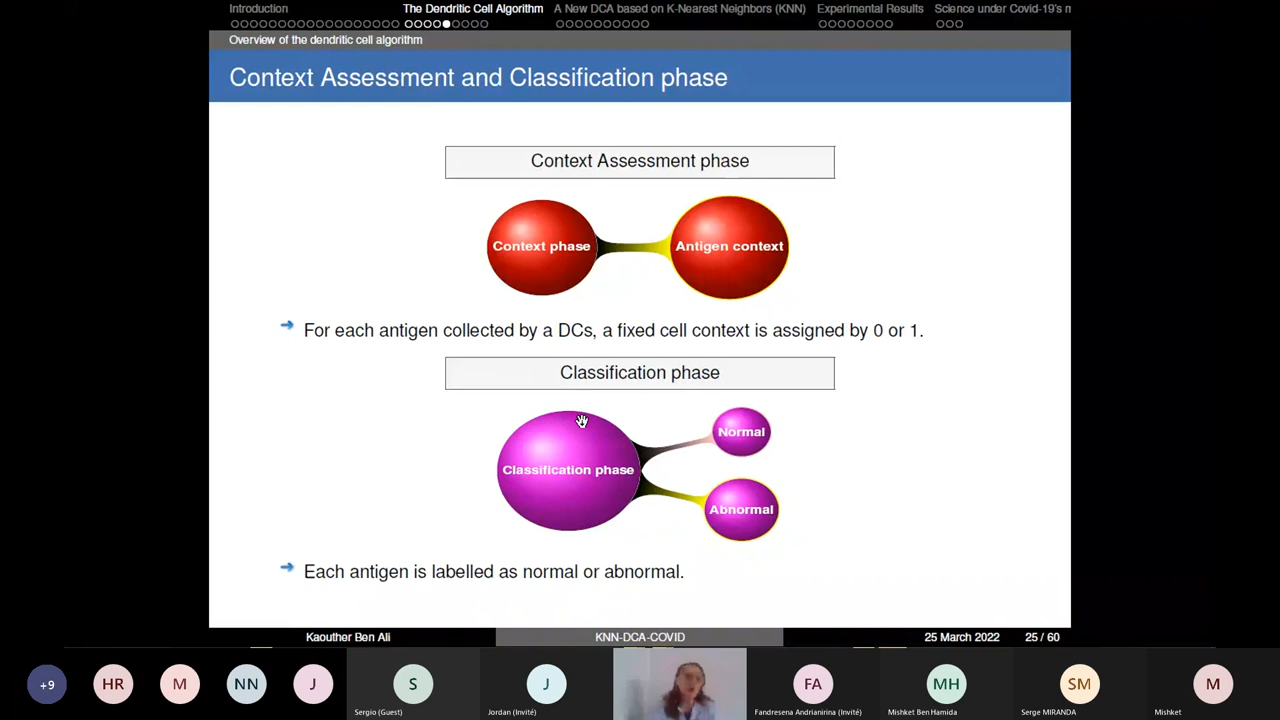 Introduction
The Dendritic Cell Algorithm
A New DCA based on K-Nearest Neighbors (KNN)
Experimental Results
Science under Covid-19's m
Overview of the dendritic cell algorithm
Context Assessment and Classification phase
Context Assessment phase
Context phase
Antigen context
For each antigen collected by a DCs, a fixed cell context is assigned by 0 or 1.
Classification phase
Normal
Classification phase
Abnormal
Each antigen is labelled as normal or abnormal.
Kaouther Ben Ali
KNN-DCA-COVID
25 March 2022
25 / 60
+9
HR
M
NN
J
S
J
FA
MH
SM
M
Sergio (Guest)
Jordan (Invité)
Fandresena Andrianirina (Invité)
Mishket Ben Hamida
Serge MIRANDA
Mishket